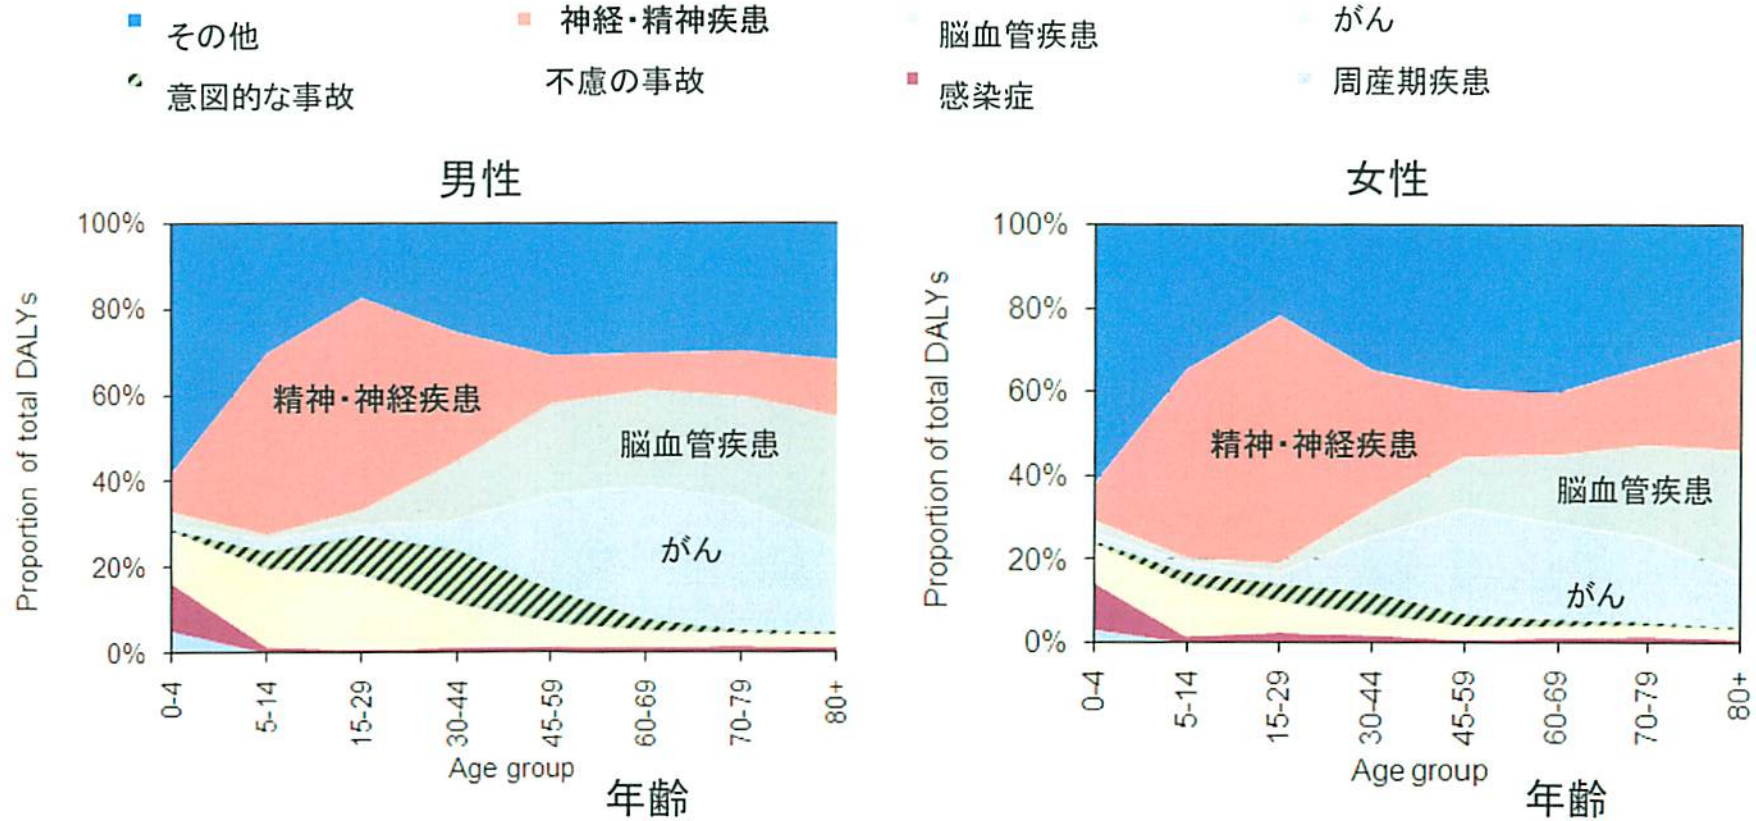 その他
神経・精神疾患
脳血管疾患
がん
意図的な事故
不慮の事故
感染症
周産期疾患
男性
100%
80%
60%
40%
20%
0%
Proportion of total DALYs
精神・神経疾患
脳血管疾患
がん
0-4
5-14
15-29
30-44
45-59
60-69
70-79
80+
Age group
年齢
女性
100%
80%
60%
40%
20%
0%
Proportion of total DALYs
精神・神経疾患
脳血管疾患
がん
0-4
5-14
15-29
30-44
45-59
60-69
70-79
80+
Age group
年齢